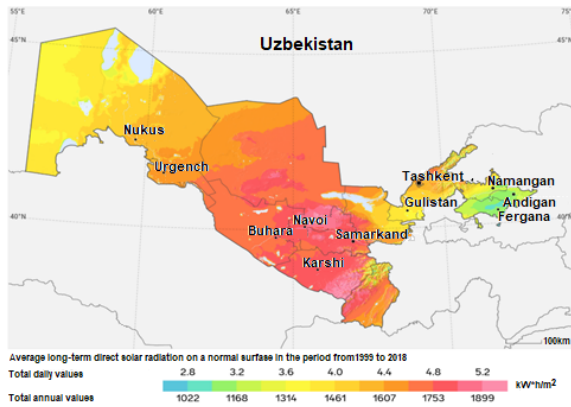 55°E 60°E 65°E 70°E 75°E
45°N 45°N
Uzbekistan
Nukus
Urgench
Tashkent
Namangan
Gulistan
Andigan
40°N
Navoi
Fergana
40°N
Buhara
Samarkand
Karshi
100km
Average long-term direct solar radiation on a normal surface in the period from1999 to 2018
Total daily values 2.8 3.2 3.6 4.0 4.4 4.8 5.2
kW*h/m²
Total annual values 1022 1168 1314 1461 1607 1753 1899